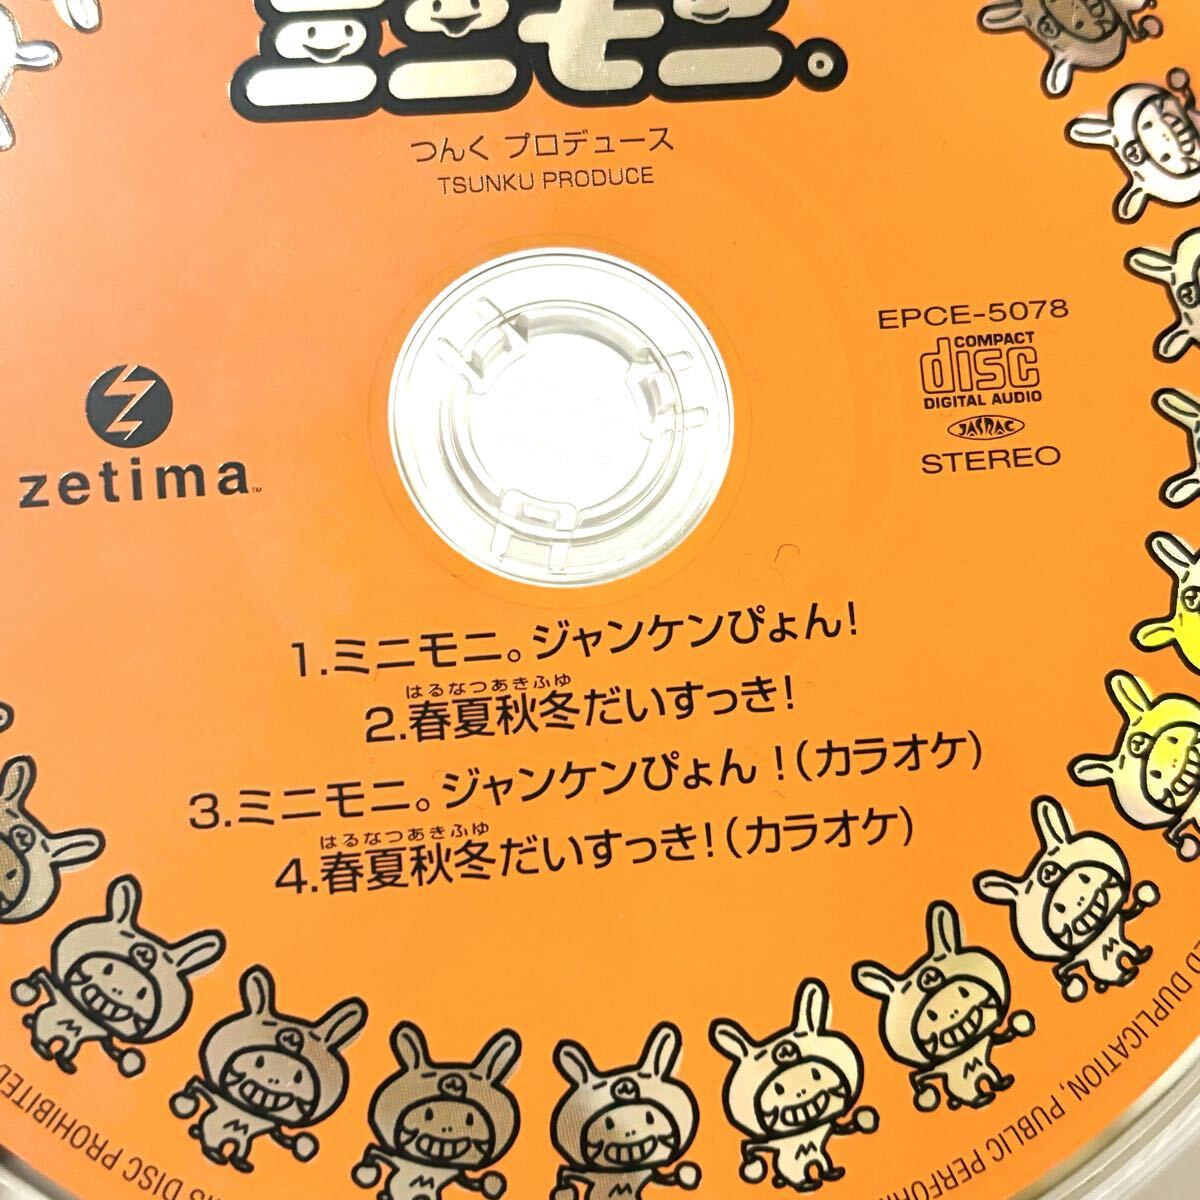 ミニモニ。
つんく プロデュース
TSUNKU PRODUCE
EPCE-5078
COMPACT
disc
DIGITAL AUDIO
JASRAC
STEREO
zetima™
1.ミニモニ。ジャンケンぴょん!
はるなつあきふゆ
2.春夏秋冬だいすっき!
3.ミニモニ。ジャンケンぴょん!(カラオケ)
はるなつあきふゆ
4.春夏秋冬だいすっき!(カラオケ)
DUPLICATION, PUBLIC
DISC PROHIBITED